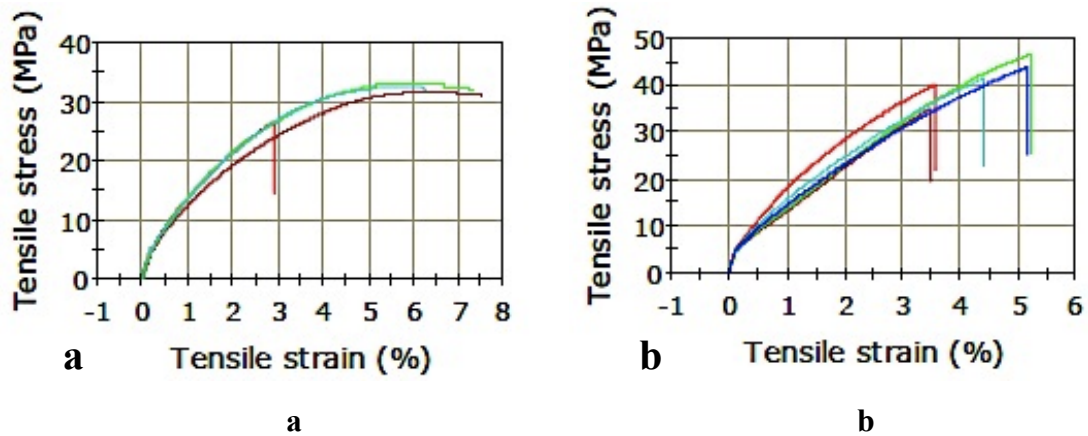 Tensile stress (MPa)
40
30
20
10
0
-1 0 1 2 3 4 5 6 7 8
Tensile strain (%)
a
Tensile stress (MPa)
50
40
30
20
10
0
-1 0 1 2 3 4 5 6
Tensile strain (%)
b
a
b